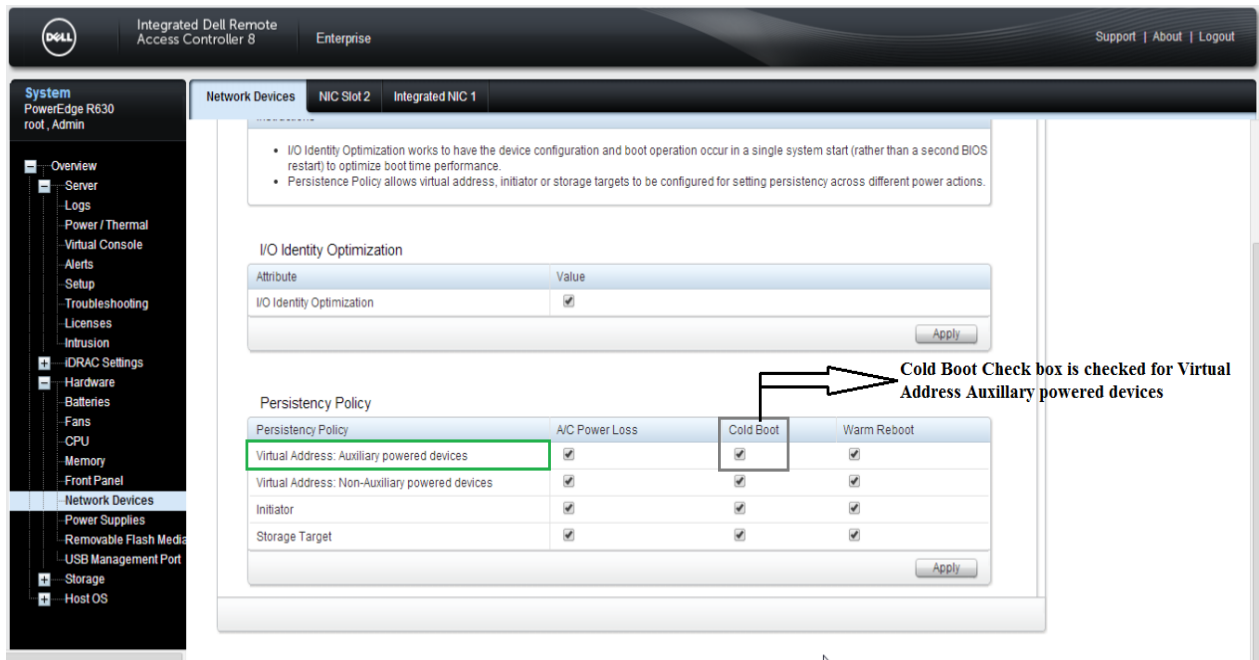 DELL
Integrated Dell Remote
Access Controller 8
Enterprise
Support | About | Logout
System
PowerEdge R630
root , Admin
Overview
Server
Logs
Power / Thermal
Virtual Console
Alerts
Setup
Troubleshooting
Licenses
Intrusion
iDRAC Settings
Hardware
Batteries
Fans
CPU
Memory
Front Panel
Network Devices
Power Supplies
Removable Flash Media
USB Management Port
Storage
Host OS
Network Devices NIC Slot 2 Integrated NIC 1
• I/O Identity Optimization works to have the device configuration and boot operation occur in a single system start (rather than a second BIOS
restart) to optimize boot time performance.
• Persistence Policy allows virtual address, initiator or storage targets to be configured for setting persistency across different power actions.
I/O Identity Optimization
Attribute Value
I/O Identity Optimization
Apply
Cold Boot Check box is checked for Virtual
Address Auxillary powered devices
Persistency Policy
Persistency Policy A/C Power Loss Cold Boot Warm Reboot
Virtual Address: Auxiliary powered devices
Virtual Address: Non-Auxiliary powered devices
Initiator
Storage Target
Apply